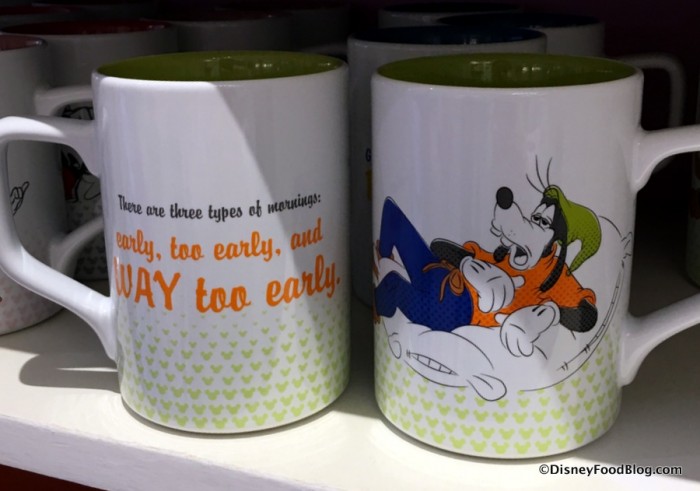 There are three types of mornings:
early, too early, and
WAY too early.
©DisneyFoodBlog.com